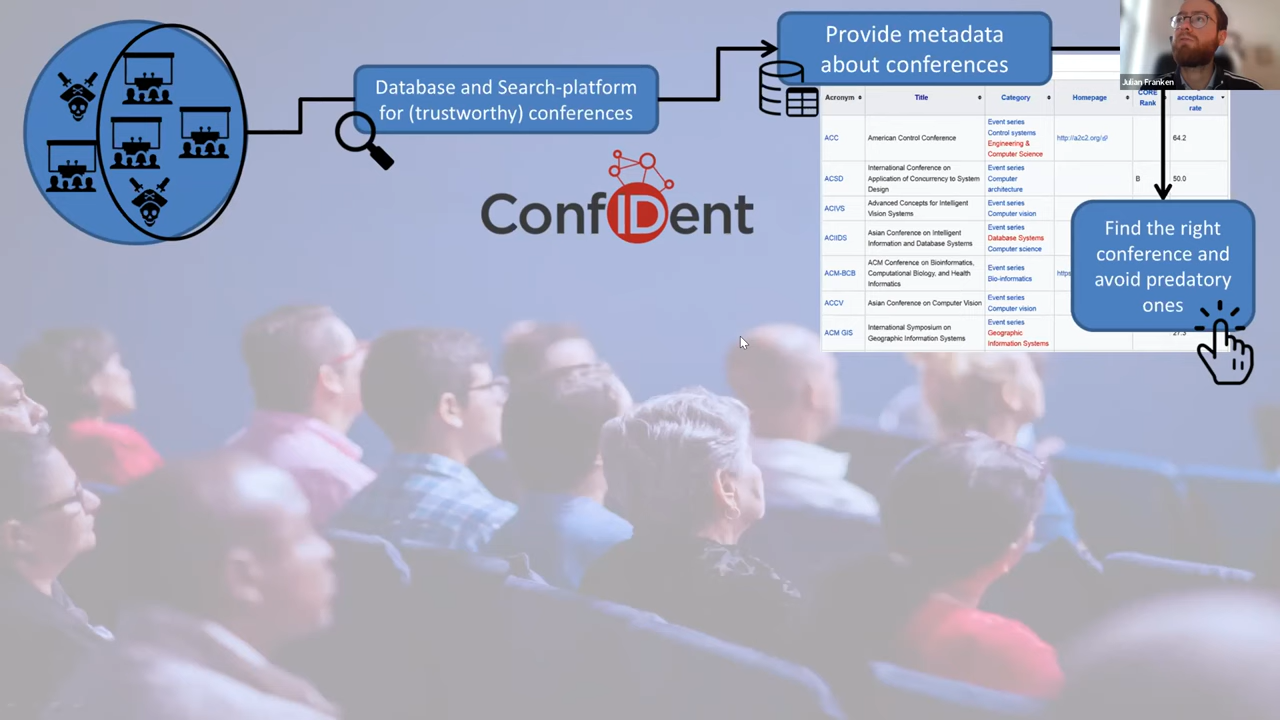 Database and Search-platform
for (trustworthy) conferences
Provide metadata
about conferences
Julian Franken
ConfIDent
Acronym Title Category Homepage CORE Rank acceptance rate
ACC American Control Conference Event series Control systems Engineering & Computer Science http://a2c2.org/ 64.2
ACSD International Conference on Application of Concurrency to System Design Event series Computer architecture B 50.0
ACIVS Advanced Concepts for Intelligent Vision Systems Event series Computer vision
ACIIDS Asian Conference on Intelligent Information and Database Systems Event series Database Systems Computer science
ACM-BCB ACM Conference on Bioinformatics, Computational Biology, and Health Informatics Event series Bio-informatics
ACCV Asian Conference on Computer Vision Event series Computer vision
ACM GIS International Symposium on Geographic Information Systems Event series Geographic Information Systems
Find the right
conference and
avoid predatory
ones